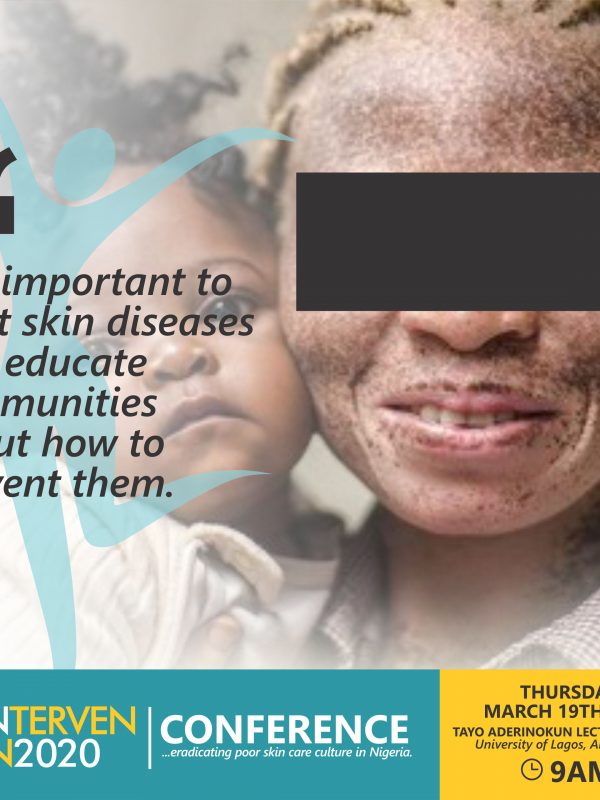 important to
t skin diseases
educate
munities
ut how to
vent them.
NTERVEN
N2020
CONFERENCE
...eradicating poor skin care culture in Nigeria.
THURSDA
MARCH 19TH
TAYO ADERINOKUN LECT
University of Lagos, A
9AM